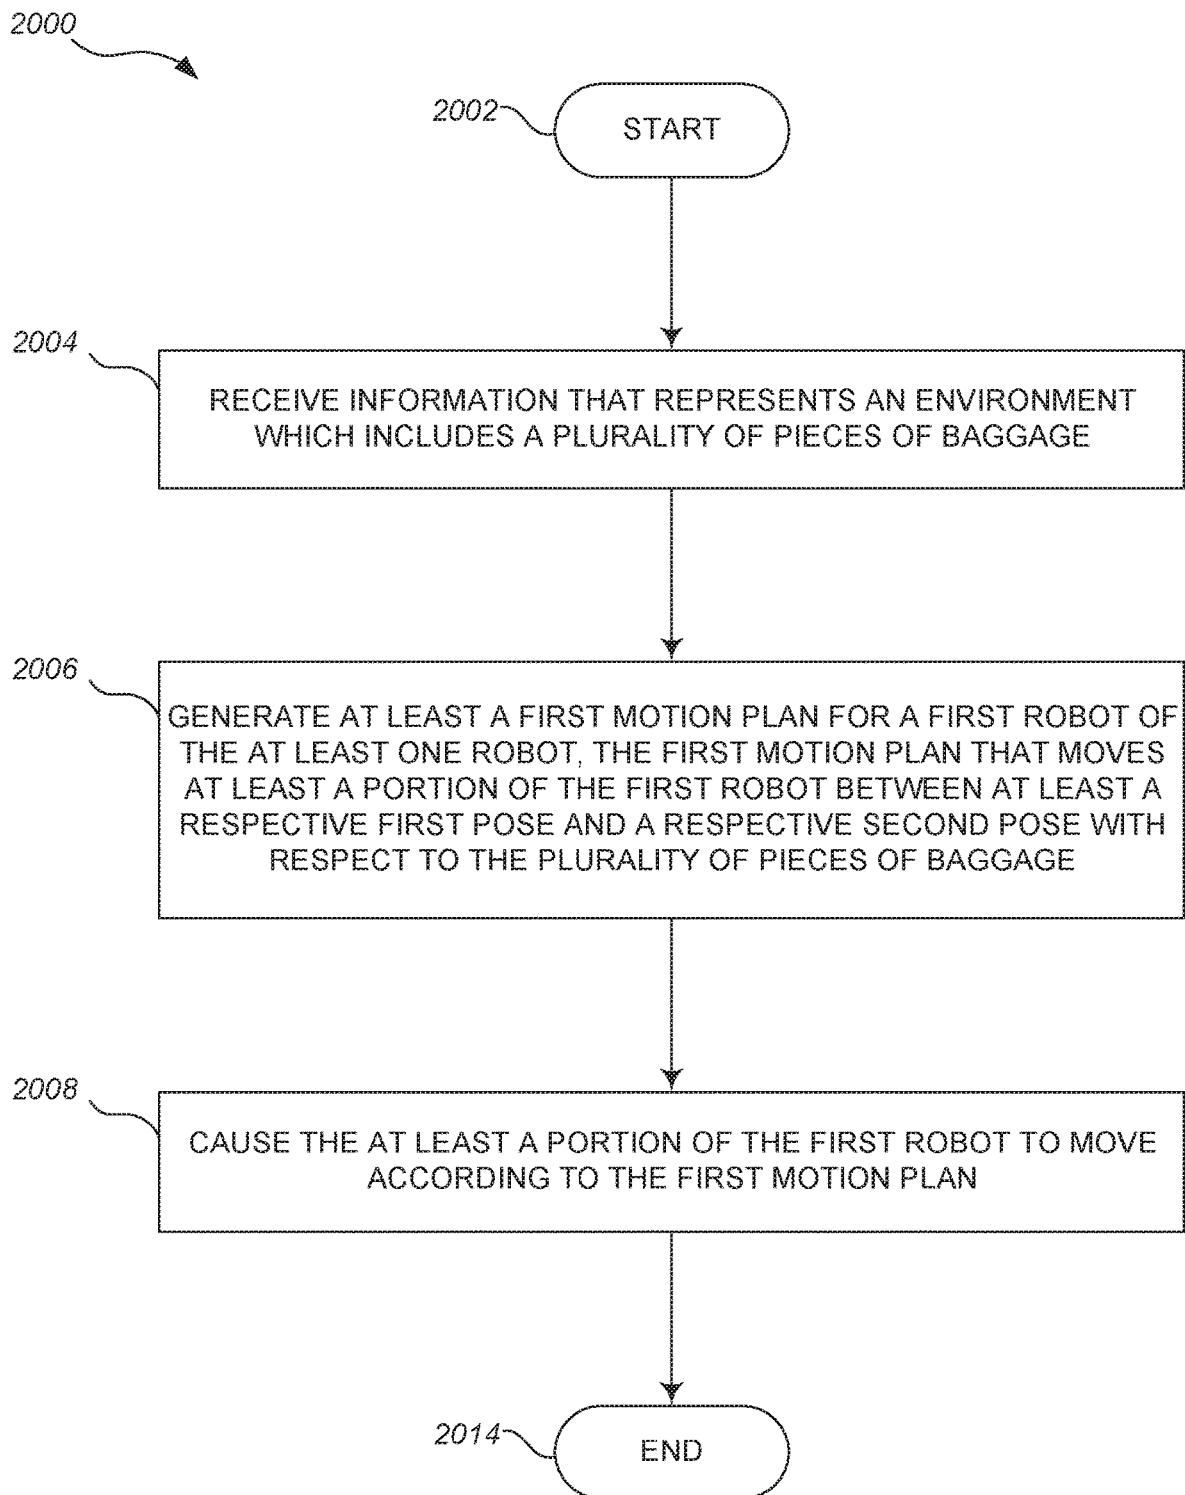 2000
2002
START
2004
RECEIVE INFORMATION THAT REPRESENTS AN ENVIRONMENT
WHICH INCLUDES A PLURALITY OF PIECES OF BAGGAGE
2006
GENERATE AT LEAST A FIRST MOTION PLAN FOR A FIRST ROBOT OF
THE AT LEAST ONE ROBOT, THE FIRST MOTION PLAN THAT MOVES
AT LEAST A PORTION OF THE FIRST ROBOT BETWEEN AT LEAST A
RESPECTIVE FIRST POSE AND A RESPECTIVE SECOND POSE WITH
RESPECT TO THE PLURALITY OF PIECES OF BAGGAGE
2008
CAUSE THE AT LEAST A PORTION OF THE FIRST ROBOT TO MOVE
ACCORDING TO THE FIRST MOTION PLAN
2014
END